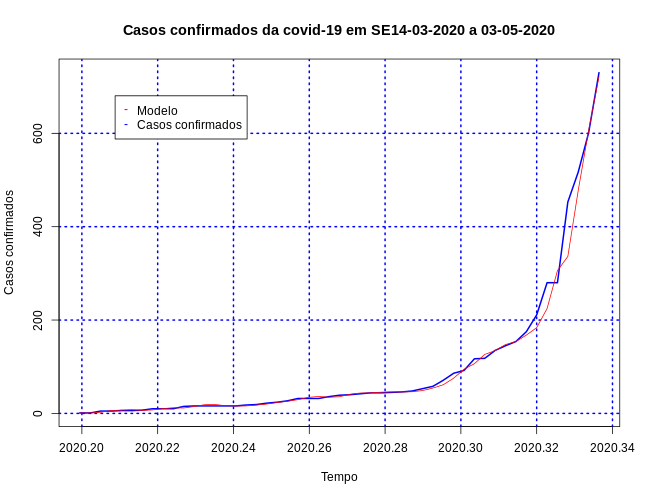 Casos confirmados da covid-19 em SE14-03-2020 a 03-05-2020
Modelo
Casos confirmados
Casos confirmados
600
400
200
0
2020.20 2020.22 2020.24 2020.26 2020.28 2020.30 2020.32 2020.34
Tempo